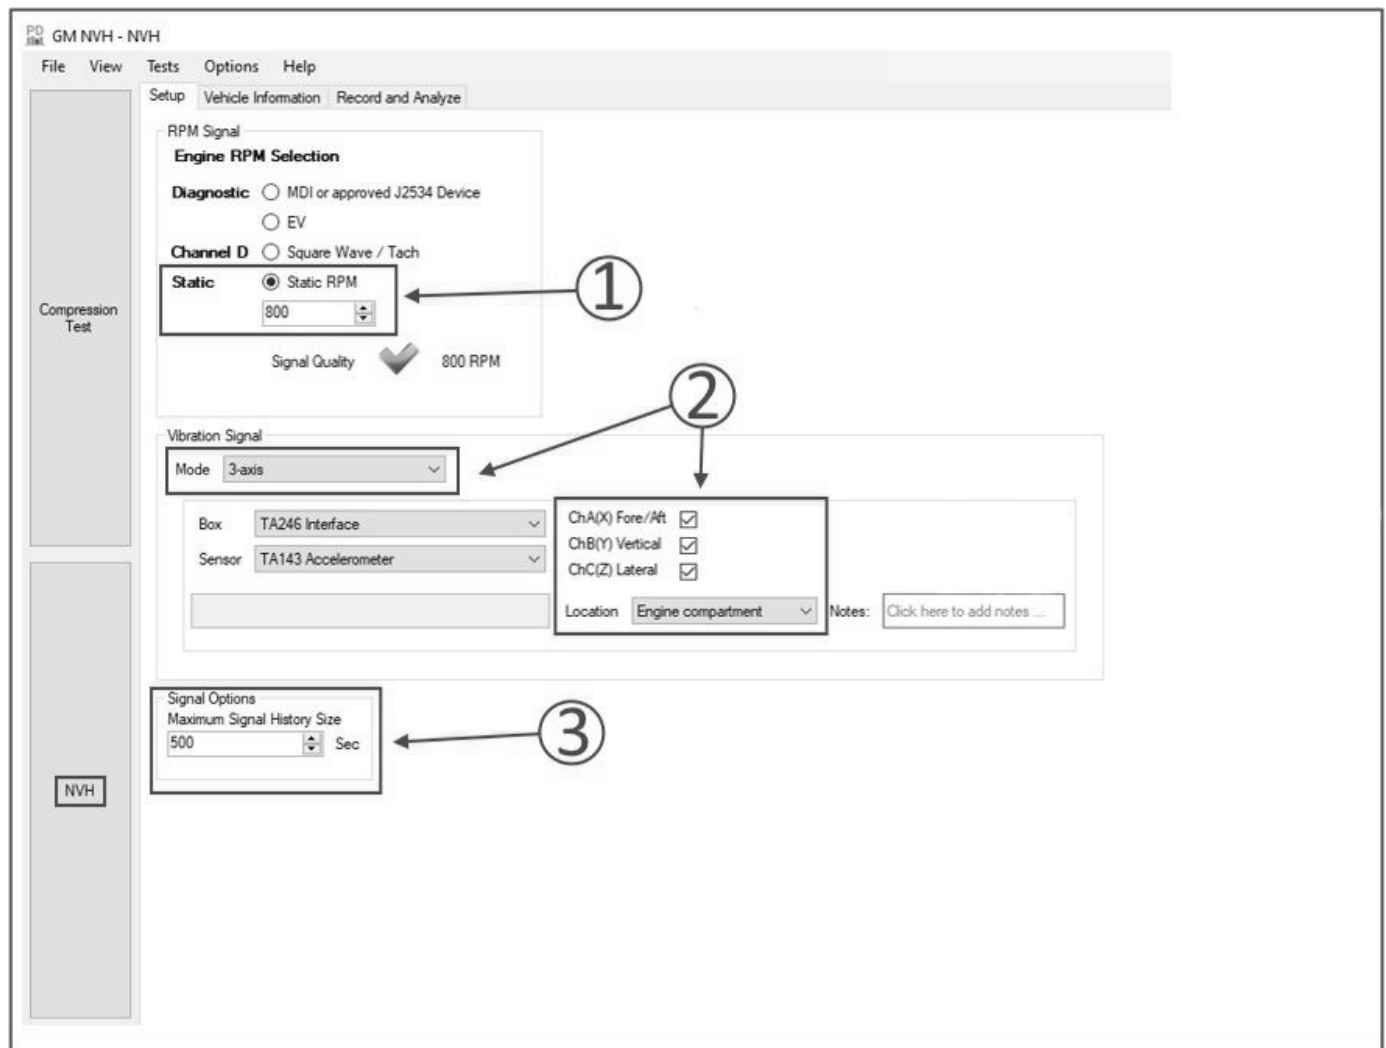 PD
GM NVH - NVH
File View Tests Options Help
Setup Vehicle Information Record and Analyze
RPM Signal
Engine RPM Selection
Diagnostic MDI or approved J2534 Device
EV
Channel D Square Wave / Tach
Static Static RPM
800
1
Signal Quality 800 RPM
Compression
Test
2
Vibration Signal
Mode 3-axis
Box TA246 Interface
Sensor TA143 Accelerometer
ChA(X) Fore/Aft
ChB(Y) Vertical
ChC(Z) Lateral
Location Engine compartment Notes: Click here to add notes ...
Signal Options
Maximum Signal History Size
500 Sec
3
NVH